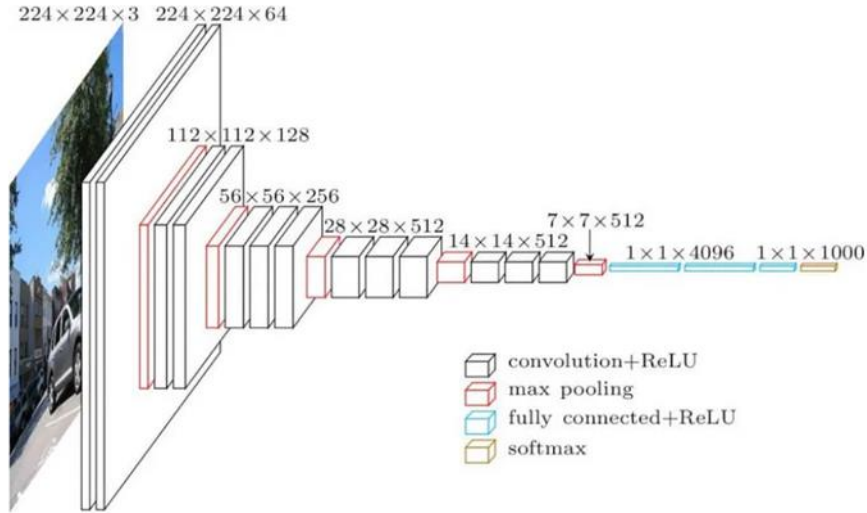 224×224×3
224×224×64
112×112×128
56×56×256
28×28×512
14×14×512
7×7×512
1×1×4096
1×1×1000
convolution+ReLU
max pooling
fully connected+ReLU
softmax